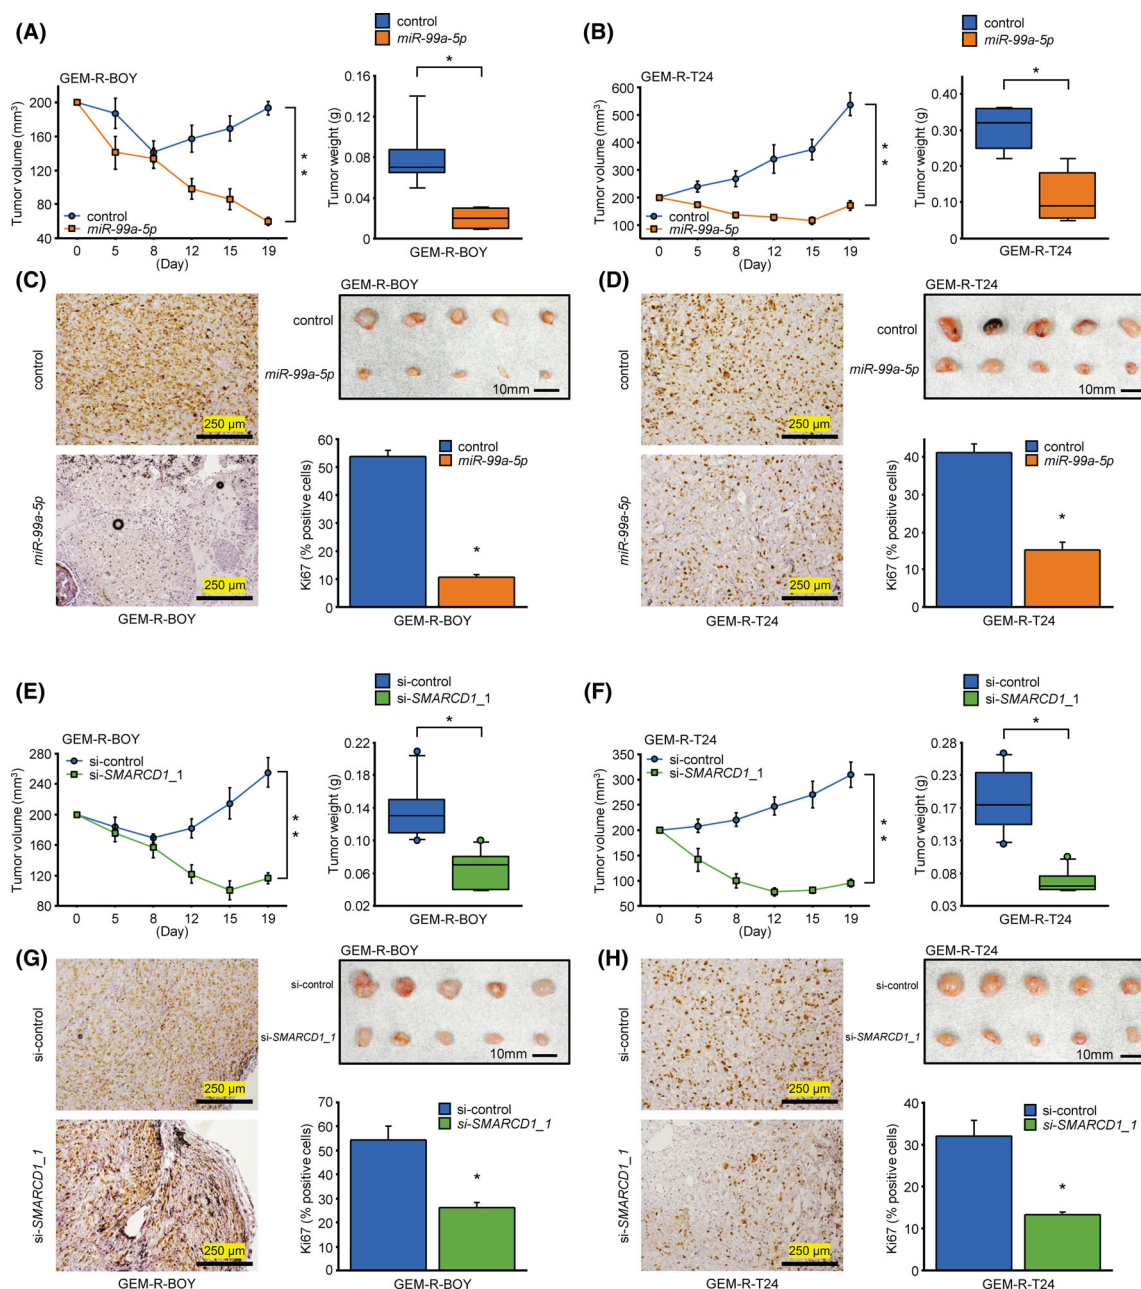 (A)
control
miR-99a-5p
GEM-R-BOY
Tumor volume (mm³)
200
160
120
80
40
control
miR-99a-5p
* *
0 5 8 12 15 19
(Day)
Tumor weight (g)
0.16
0.12
0.08
0.04
0
*
GEM-R-BOY
(B)
control
miR-99a-5p
GEM-R-T24
Tumor volume (mm³)
600
500
400
300
200
100
control
miR-99a-5p
* *
0 5 8 12 15 19
(Day)
Tumor weight (g)
0.40
0.30
0.20
0.10
0
*
GEM-R-T24
(C)
control
250 µm
miR-99a-5p
250 µm
GEM-R-BOY
GEM-R-BOY
control
miR-99a-5p
10mm
Ki67 (% positive cells)
60
50
40
30
20
10
0
control
miR-99a-5p
*
GEM-R-BOY
(D)
control
250 µm
miR-99a-5p
250 µm
GEM-R-T24
GEM-R-T24
control
miR-99a-5p
10mm
Ki67 (% positive cells)
40
30
20
10
0
control
miR-99a-5p
*
GEM-R-T24
(E)
si-control
si-SMARCD1_1
GEM-R-BOY
Tumor volume (mm³)
280
240
200
160
120
80
si-control
si-SMARCD1_1
* *
0 5 8 12 15 19
(Day)
Tumor weight (g)
0.22
0.18
0.14
0.10
0.06
0.02
*
GEM-R-BOY
(F)
si-control
si-SMARCD1_1
GEM-R-T24
Tumor volume (mm³)
350
300
250
200
150
100
50
si-control
si-SMARCD1_1
* *
0 5 8 12 15 19
(Day)
Tumor weight (g)
0.28
0.23
0.17
0.08
0.03
*
GEM-R-T24
(G)
si-control
250 µm
si-SMARCD1_1
250 µm
GEM-R-BOY
GEM-R-BOY
si-control
si-SMARCD1_1
10mm
Ki67 (% positive cells)
70
60
50
40
30
20
10
0
si-control
si-SMARCD1_1
*
GEM-R-BOY
(H)
si-control
250 µm
si-SMARCD1_1
250 µm
GEM-R-T24
GEM-R-T24
si-control
si-SMARCD1_1
10mm
Ki67 (% positive cells)
40
30
20
10
0
si-control
si-SMARCD1_1
*
GEM-R-T24